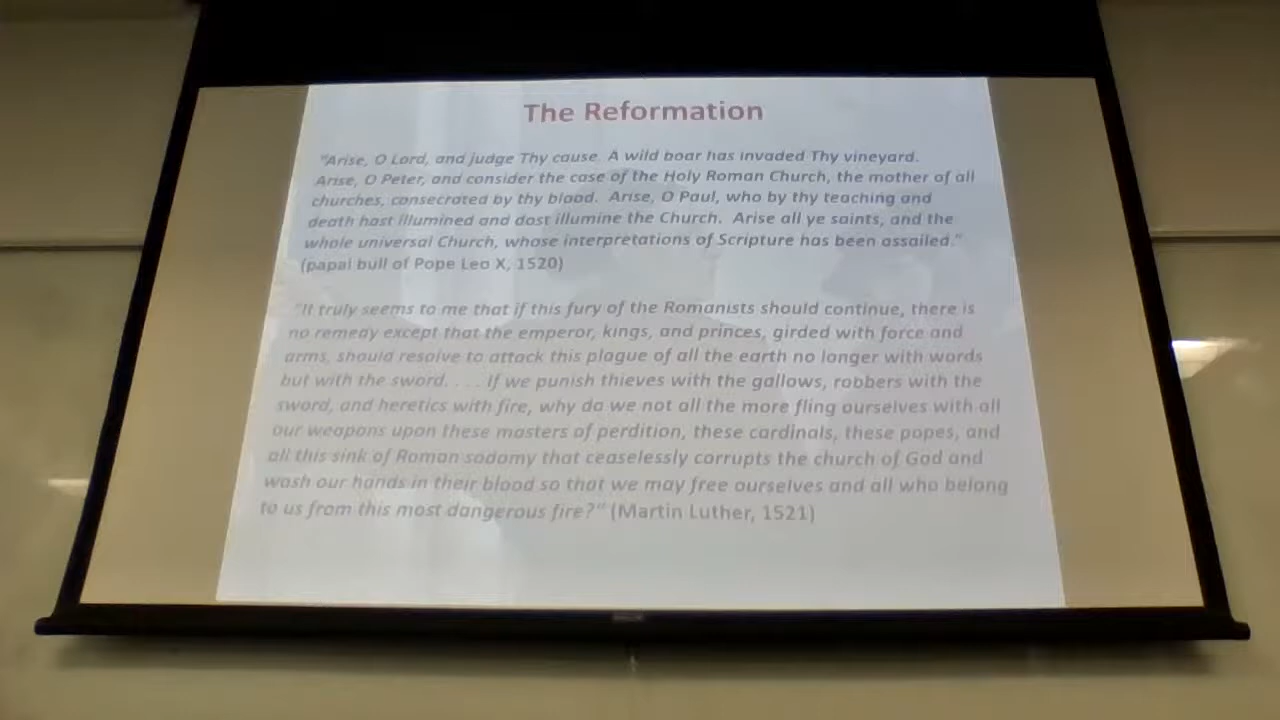 The Reformation
"Arise, O Lord, and judge Thy cause. A wild boar has invaded Thy vineyard.
Arise, O Peter, and consider the case of the Holy Roman Church, the mother of all
churches, consecrated by thy blood. Arise, O Paul, who by thy teaching and
death hast illumined and dost illumine the Church. Arise all ye saints, and the
whole universal Church, whose interpretations of Scripture has been assailed."
(papal bull of Pope Leo X, 1520)
"It truly seems to me that if this fury of the Romanists should continue, there is
no remedy except that the emperor, kings, and princes, girded with force and
arms, should resolve to attack this plague of all the earth no longer with words
but with the sword. . . . If we punish thieves with the gallows, robbers with the
sword, and heretics with fire, why do we not all the more fling ourselves with all
our weapons upon these masters of perdition, these cardinals, these popes, and
all this sink of Roman sodomy that ceaselessly corrupts the church of God and
wash our hands in their blood so that we may free ourselves and all who belong
to us from this most dangerous fire?" (Martin Luther, 1521)